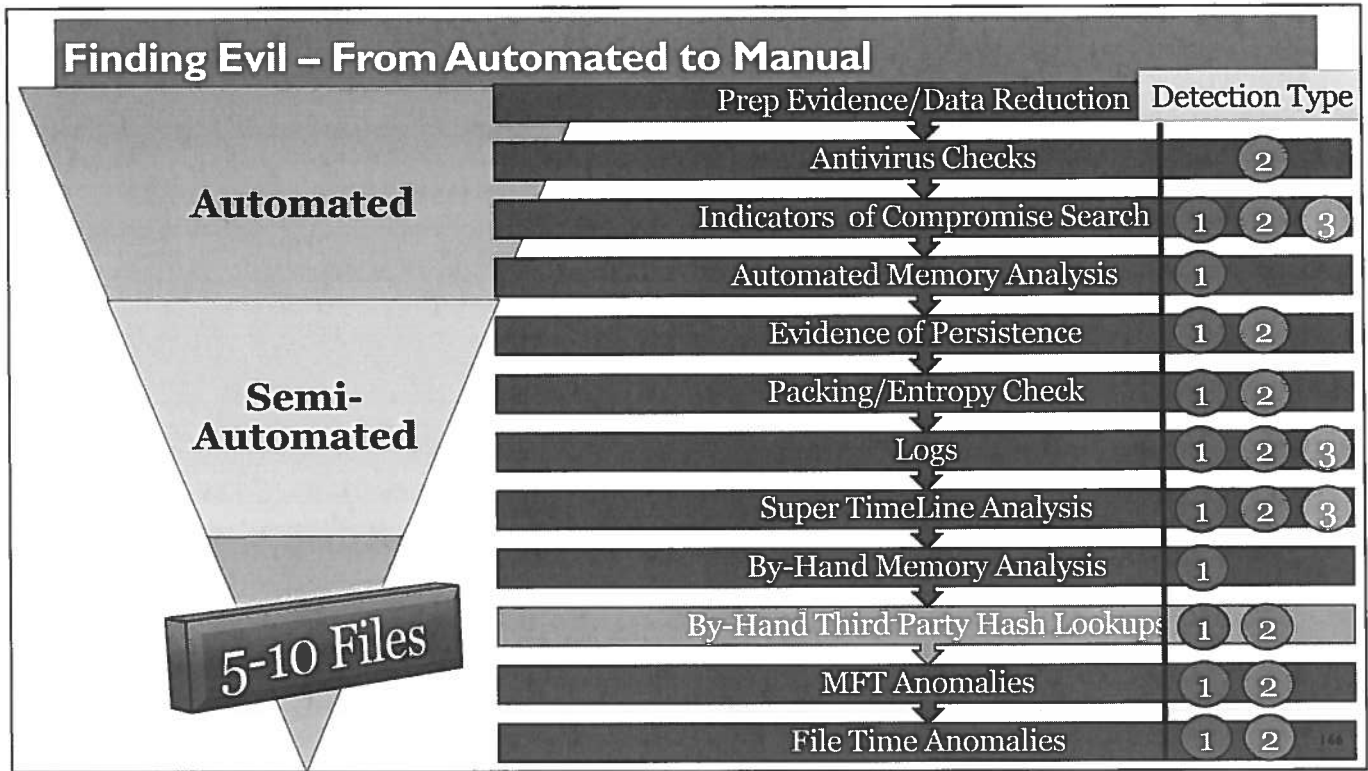 Finding Evil – From Automated to Manual
Prep Evidence/Data Reduction
Detection Type
Antivirus Checks
2
Automated
Indicators of Compromise Search
1 2 3
Automated Memory Analysis
1
Evidence of Persistence
1 2
Semi-
Automated
Packing/Entropy Check
1 2
Logs
1 2 3
Super TimeLine Analysis
1 2 3
By-Hand Memory Analysis
1
5-10 Files
By-Hand Third-Party Hash Lookups
1 2
MFT Anomalies
1 2
File Time Anomalies
1 2
166